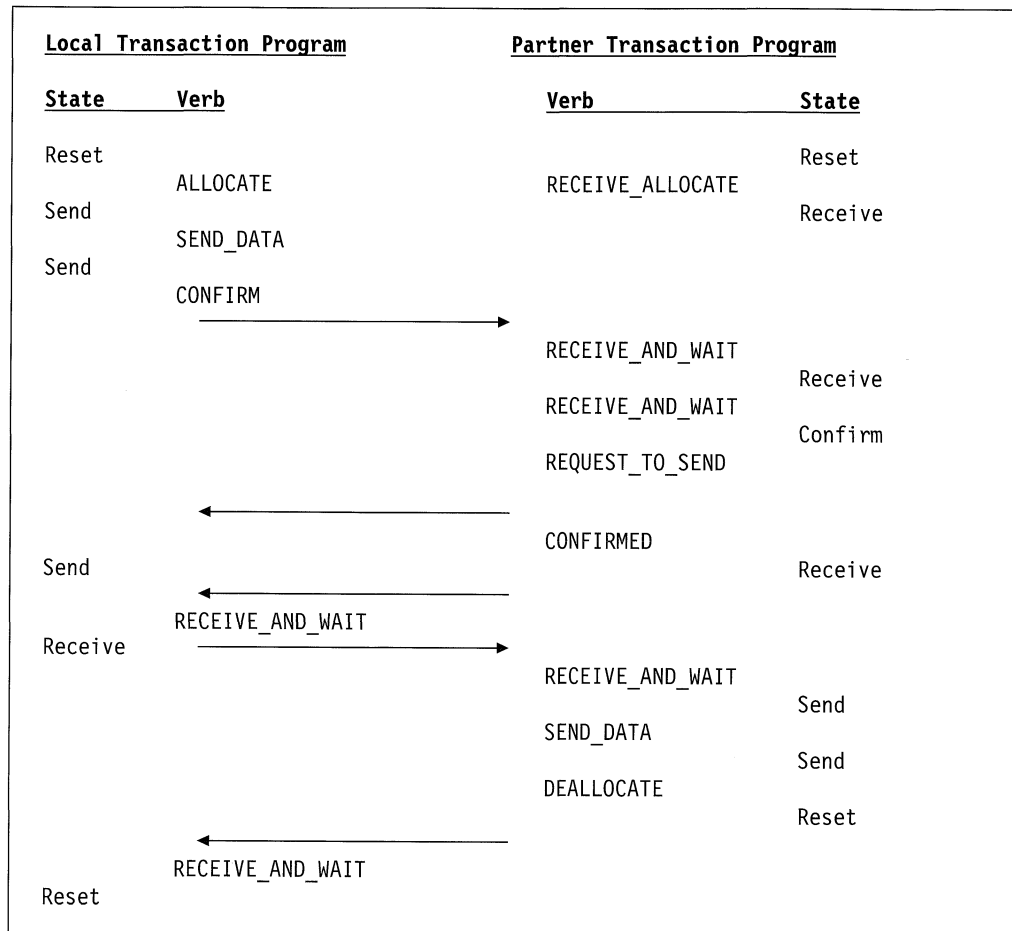 Local Transaction Program Partner Transaction Program
State Verb Verb State
Reset Reset
ALLOCATE RECEIVE_ALLOCATE
Send Receive
SEND_DATA
Send
CONFIRM
RECEIVE_AND_WAIT
Receive
RECEIVE_AND_WAIT
Confirm
REQUEST_TO_SEND
CONFIRMED
Send Receive
RECEIVE_AND_WAIT
Receive
RECEIVE_AND_WAIT
Send
SEND_DATA
Send
DEALLOCATE
Reset
RECEIVE_AND_WAIT
Reset